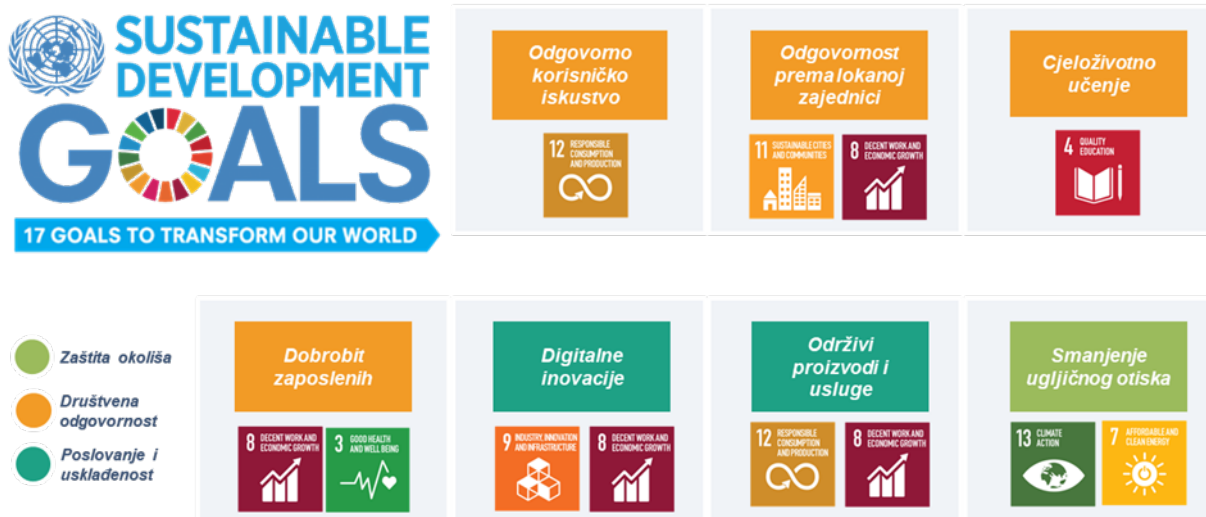 SUSTAINABLE
DEVELOPMENT
GOALS
17 GOALS TO TRANSFORM OUR WORLD
Odgovorno
korisničko
iskustvo
12 RESPONSIBLE
CONSUMPTION
AND PRODUCTION
Odgovornost
prema lokanoj
zajednici
11 SUSTAINABLE CITIES
AND COMMUNITIES
8 DECENT WORK AND
ECONOMIC GROWTH
Cjeloživotno
učenje
4 QUALITY
EDUCATION
Zaštita okoliša
Društvena
odgovornost
Poslovanje i
usklađenost
Dobrobit
zaposlenih
8 DECENT WORK AND
ECONOMIC GROWTH
3 GOOD HEALTH
AND WELL BEING
Digitalne
inovacije
9 INDUSTRY, INNOVATION
AND INFRASTRUCTURE
8 DECENT WORK AND
ECONOMIC GROWTH
Održivi
proizvodi i
usluge
12 RESPONSIBLE
CONSUMPTION
AND PRODUCTION
8 DECENT WORK AND
ECONOMIC GROWTH
Smanjenje
ugljičnog otiska
13 CLIMATE
ACTION
7 AFFORDABLE AND
CLEAN ENERGY